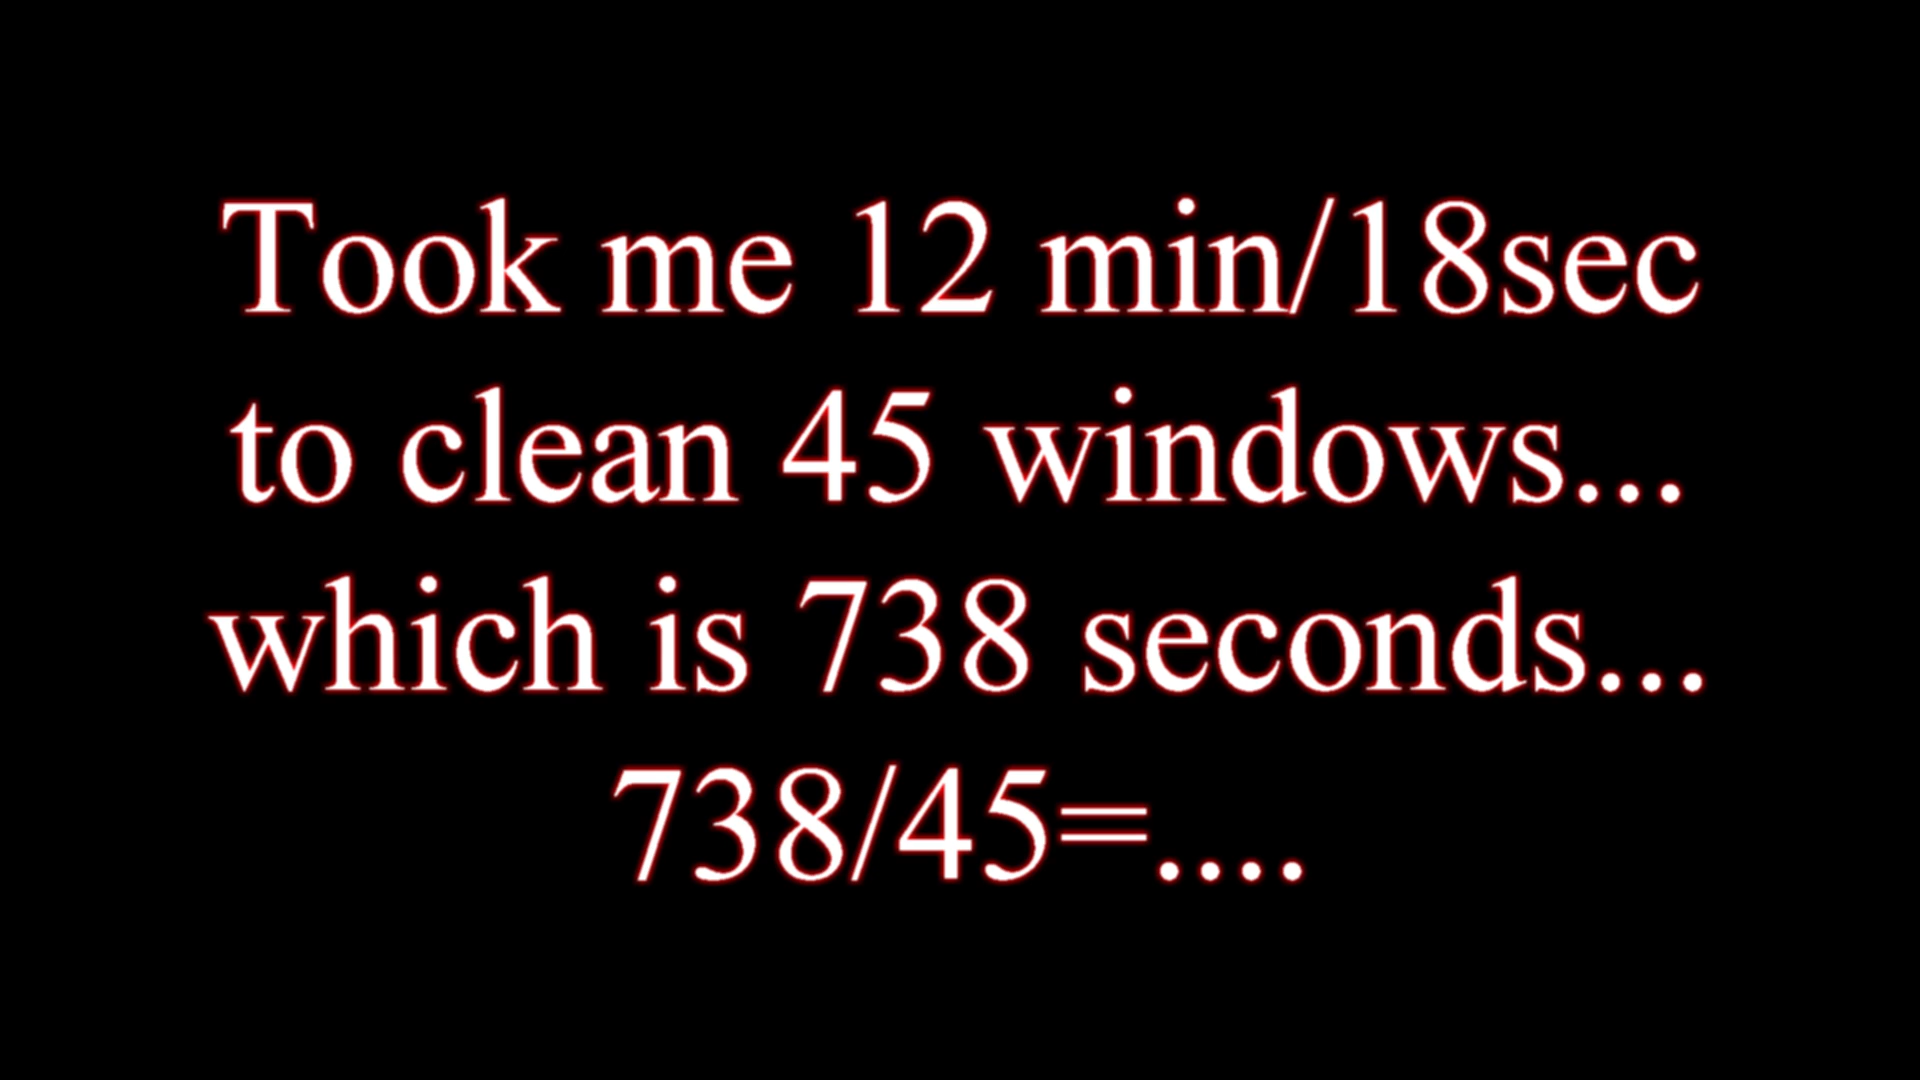 Took me 12 min/18sec
to clean 45 windows...
which is 738 seconds...
738/45=....